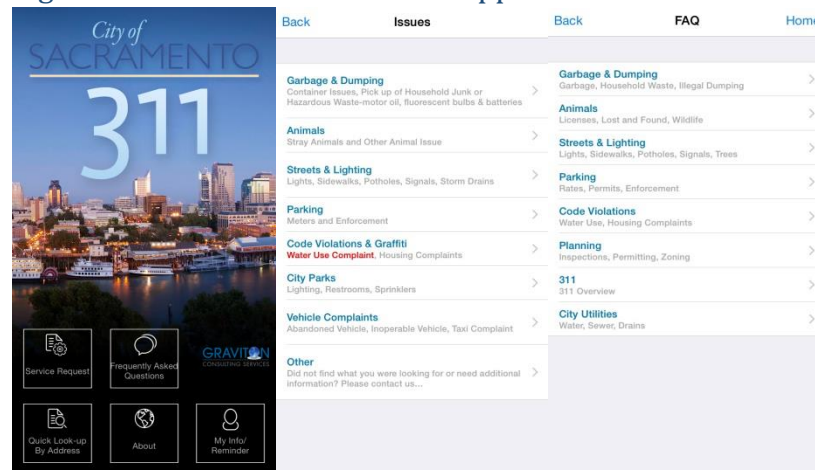 City of
SACRAMENTO
311
Service Request
Frequently Asked
Questions
GRAVITON
CONSULTING SERVICES
Quick Look-up
By Address
About
My Info/
Reminder
Back
Issues
Garbage & Dumping
Container Issues, Pick up of Household Junk or
Hazardous Waste-motor oil, fluorescent bulbs & batteries
Animals
Stray Animals and Other Animal Issue
Streets & Lighting
Lights, Sidewalks, Potholes, Signals, Storm Drains
Parking
Meters and Enforcement
Code Violations & Graffiti
Water Use Complaint, Housing Complaints
City Parks
Lighting, Restrooms, Sprinklers
Vehicle Complaints
Abandoned Vehicle, Inoperable Vehicle, Taxi Complaint
Other
Did not find what you were looking for or need additional
information? Please contact us...
Back
FAQ
Home
Garbage & Dumping
Garbage, Household Waste, Illegal Dumping
Animals
Licenses, Lost and Found, Wildlife
Streets & Lighting
Lights, Sidewalks, Potholes, Signals, Trees
Parking
Rates, Permits, Enforcement
Code Violations
Water Use, Housing Complaints
Planning
Inspections, Permitting, Zoning
311
311 Overview
City Utilities
Water, Sewer, Drains